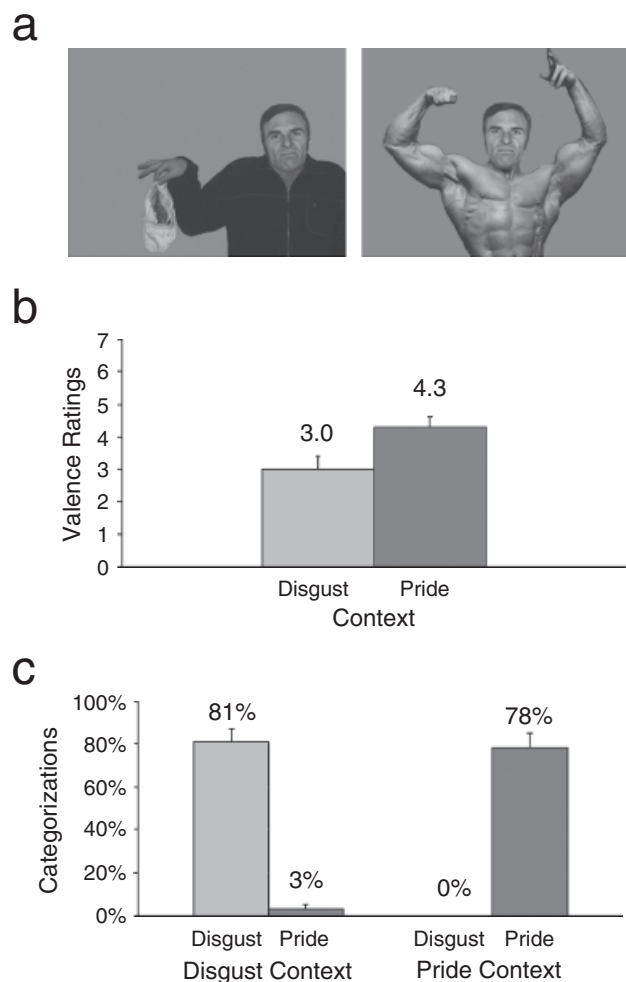 a
b
7
6
5
4
3
2
1
0
Valence Ratings
3.0
4.3
Disgust Pride
Context
c
100%
80%
60%
40%
20%
0%
Categorizations
81%
3%
0%
78%
Disgust Pride Disgust Pride
Disgust Context Pride Context